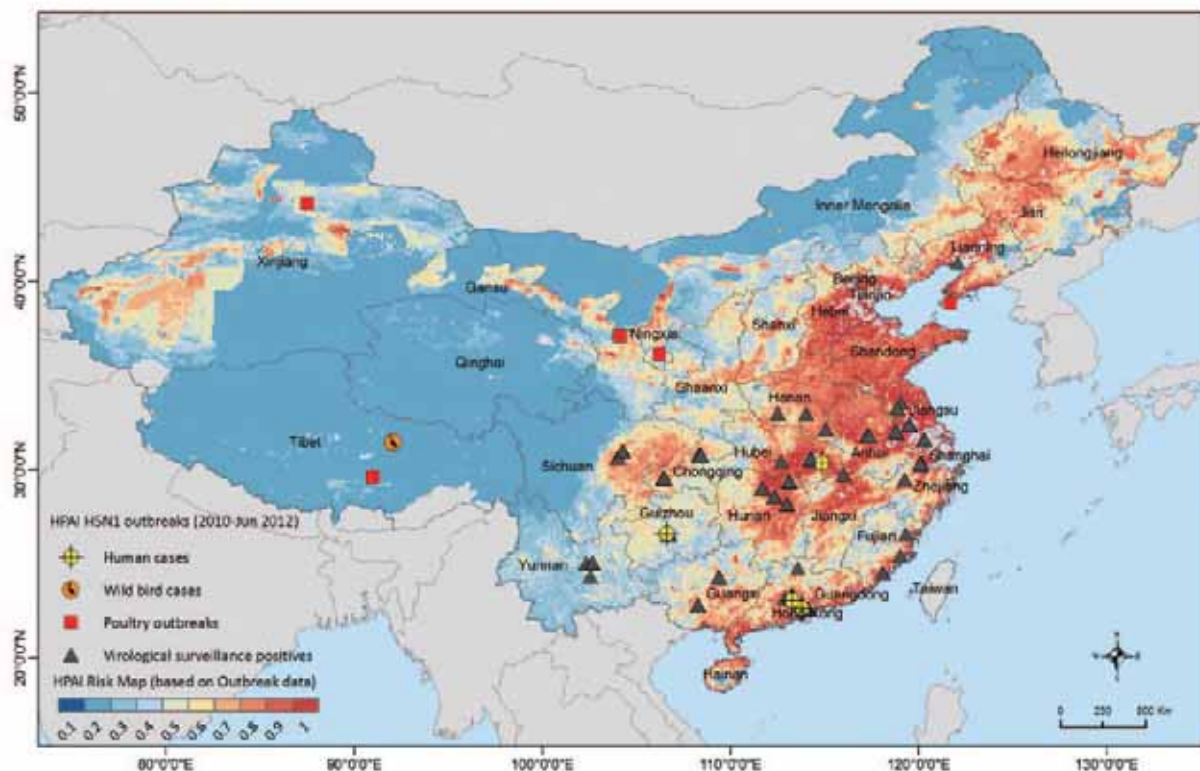 50°0'0"N
40°0'0"N
30°0'0"N
20°0'0"N
Heilongjiang
Jilin
Inner Mongolia
Liaoning
Xinjiang
Beijing
Tianjin
Gansu
Hebei
Ningxia
Shanxi
Shandong
Qinghai
Shaanxi
Henan
Jiangsu
Tibet
Sichuan
Hubei
Anhui
Shanghai
Chongqing
Zhejiang
Guizhou
Hunan
Jiangxi
Fujian
Yunnan
Guangxi
Guangdong
Taiwan
Hong Kong
Hainan
HPAI H5N1 outbreaks (2010-Jun 2012)
Human cases
Wild bird cases
Poultry outbreaks
Virological surveillance positives
HPAI Risk Map (based on Outbreak data)
0.1 0.2 0.3 0.4 0.5 0.6 0.7 0.8 0.9 1
80°0'0"E 90°0'0"E 100°0'0"E 110°0'0"E 120°0'0"E 130°0'0"E